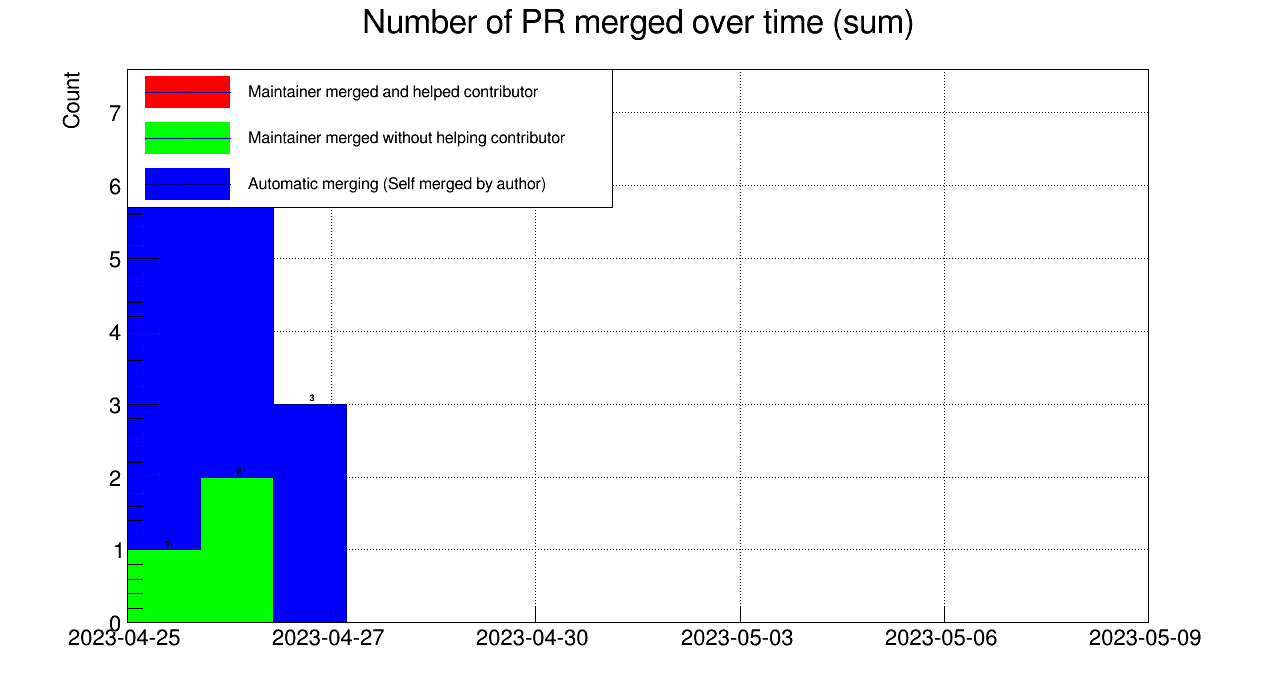 Number of PR merged over time (sum)
Count
Maintainer merged and helped contributor
Maintainer merged without helping contributor
Automatic merging (Self merged by author)
7
6
5
4
3
2
1
0
3
2
1
2023-04-25 2023-04-27 2023-04-30 2023-05-03 2023-05-06 2023-05-09